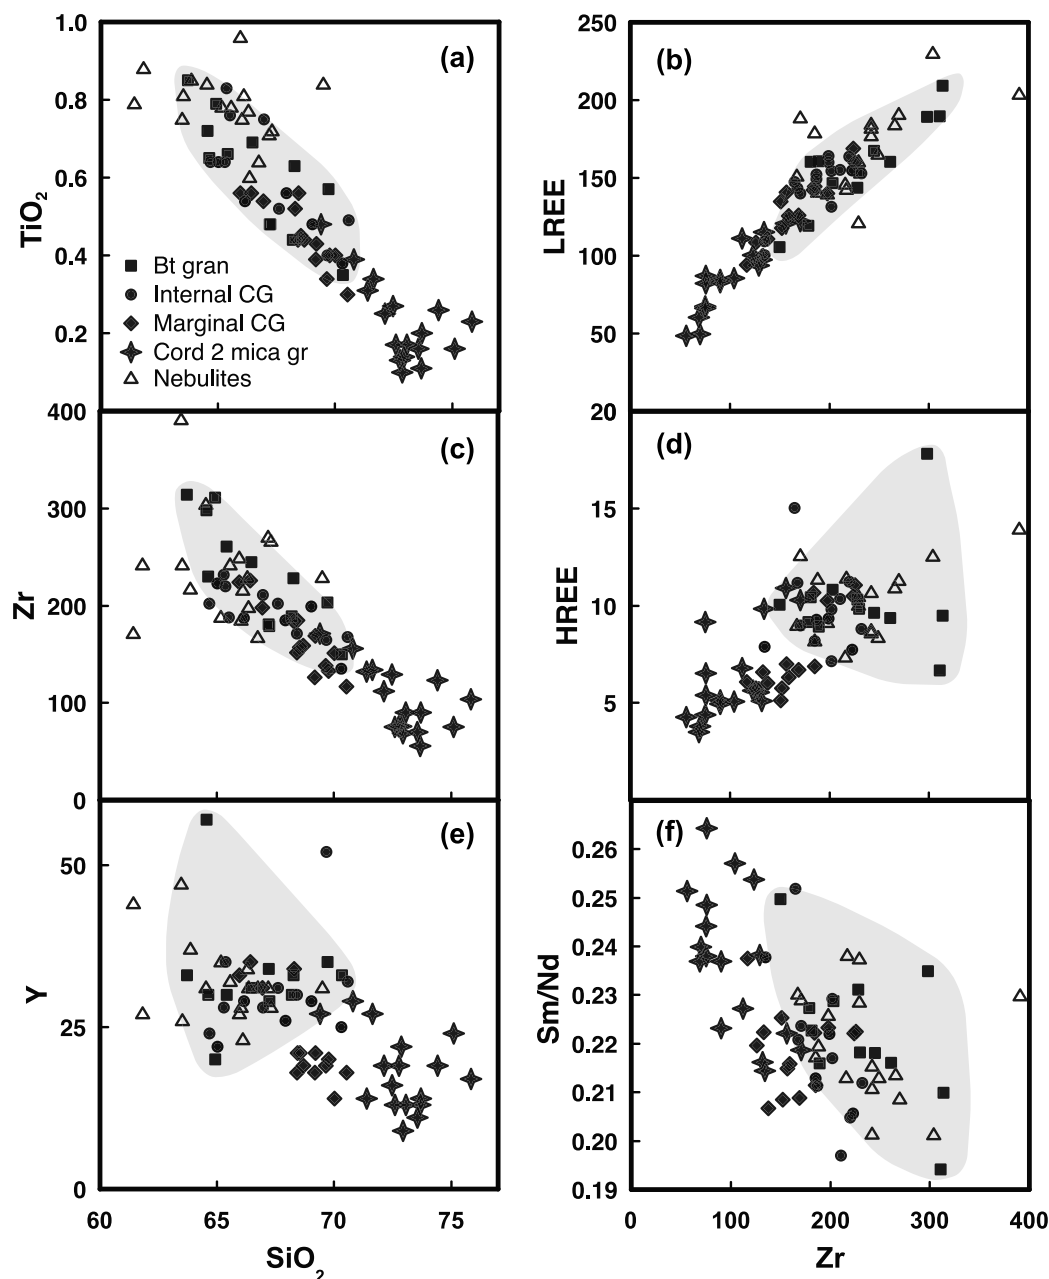 (a)
TiO2
1.0
0.8
0.6
0.4
0.2
Bt gran
Internal CG
Marginal CG
Cord 2 mica gr
Nebulites
(b)
LREE
250
200
150
100
50
(c)
Zr
400
300
200
100
0
(d)
HREE
20
15
10
5
(e)
Y
50
25
0
60
65
70
75
SiO2
(f)
Sm/Nd
0.26
0.25
0.24
0.23
0.22
0.21
0.20
0.19
0
100
200
300
400
Zr